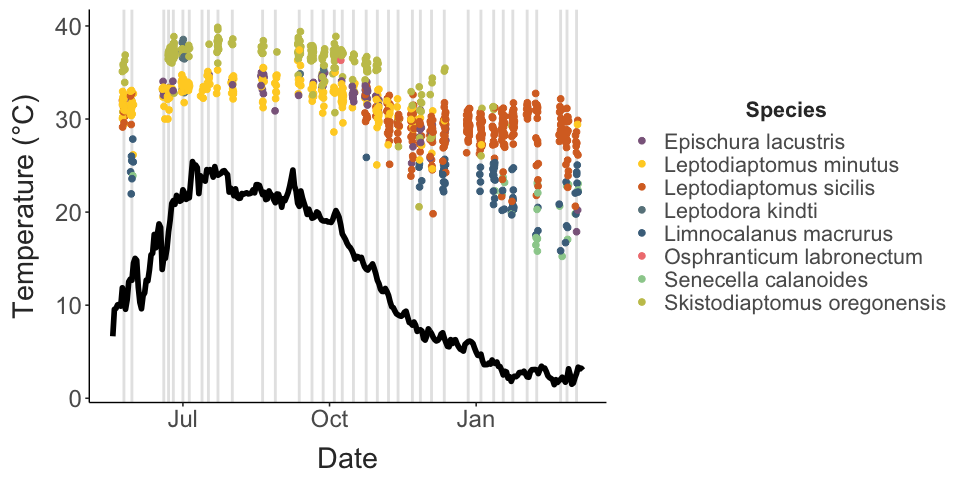 40
30
20
10
0
Temperature (°C)
Jul
Oct
Jan
Date
Species
Epischura lacustris
Leptodiaptomus minutus
Leptodiaptomus sicilis
Leptodora kindti
Limnocalanus macrurus
Osphranticum labronectum
Senecella calanoides
Skistodiaptomus oregonensis